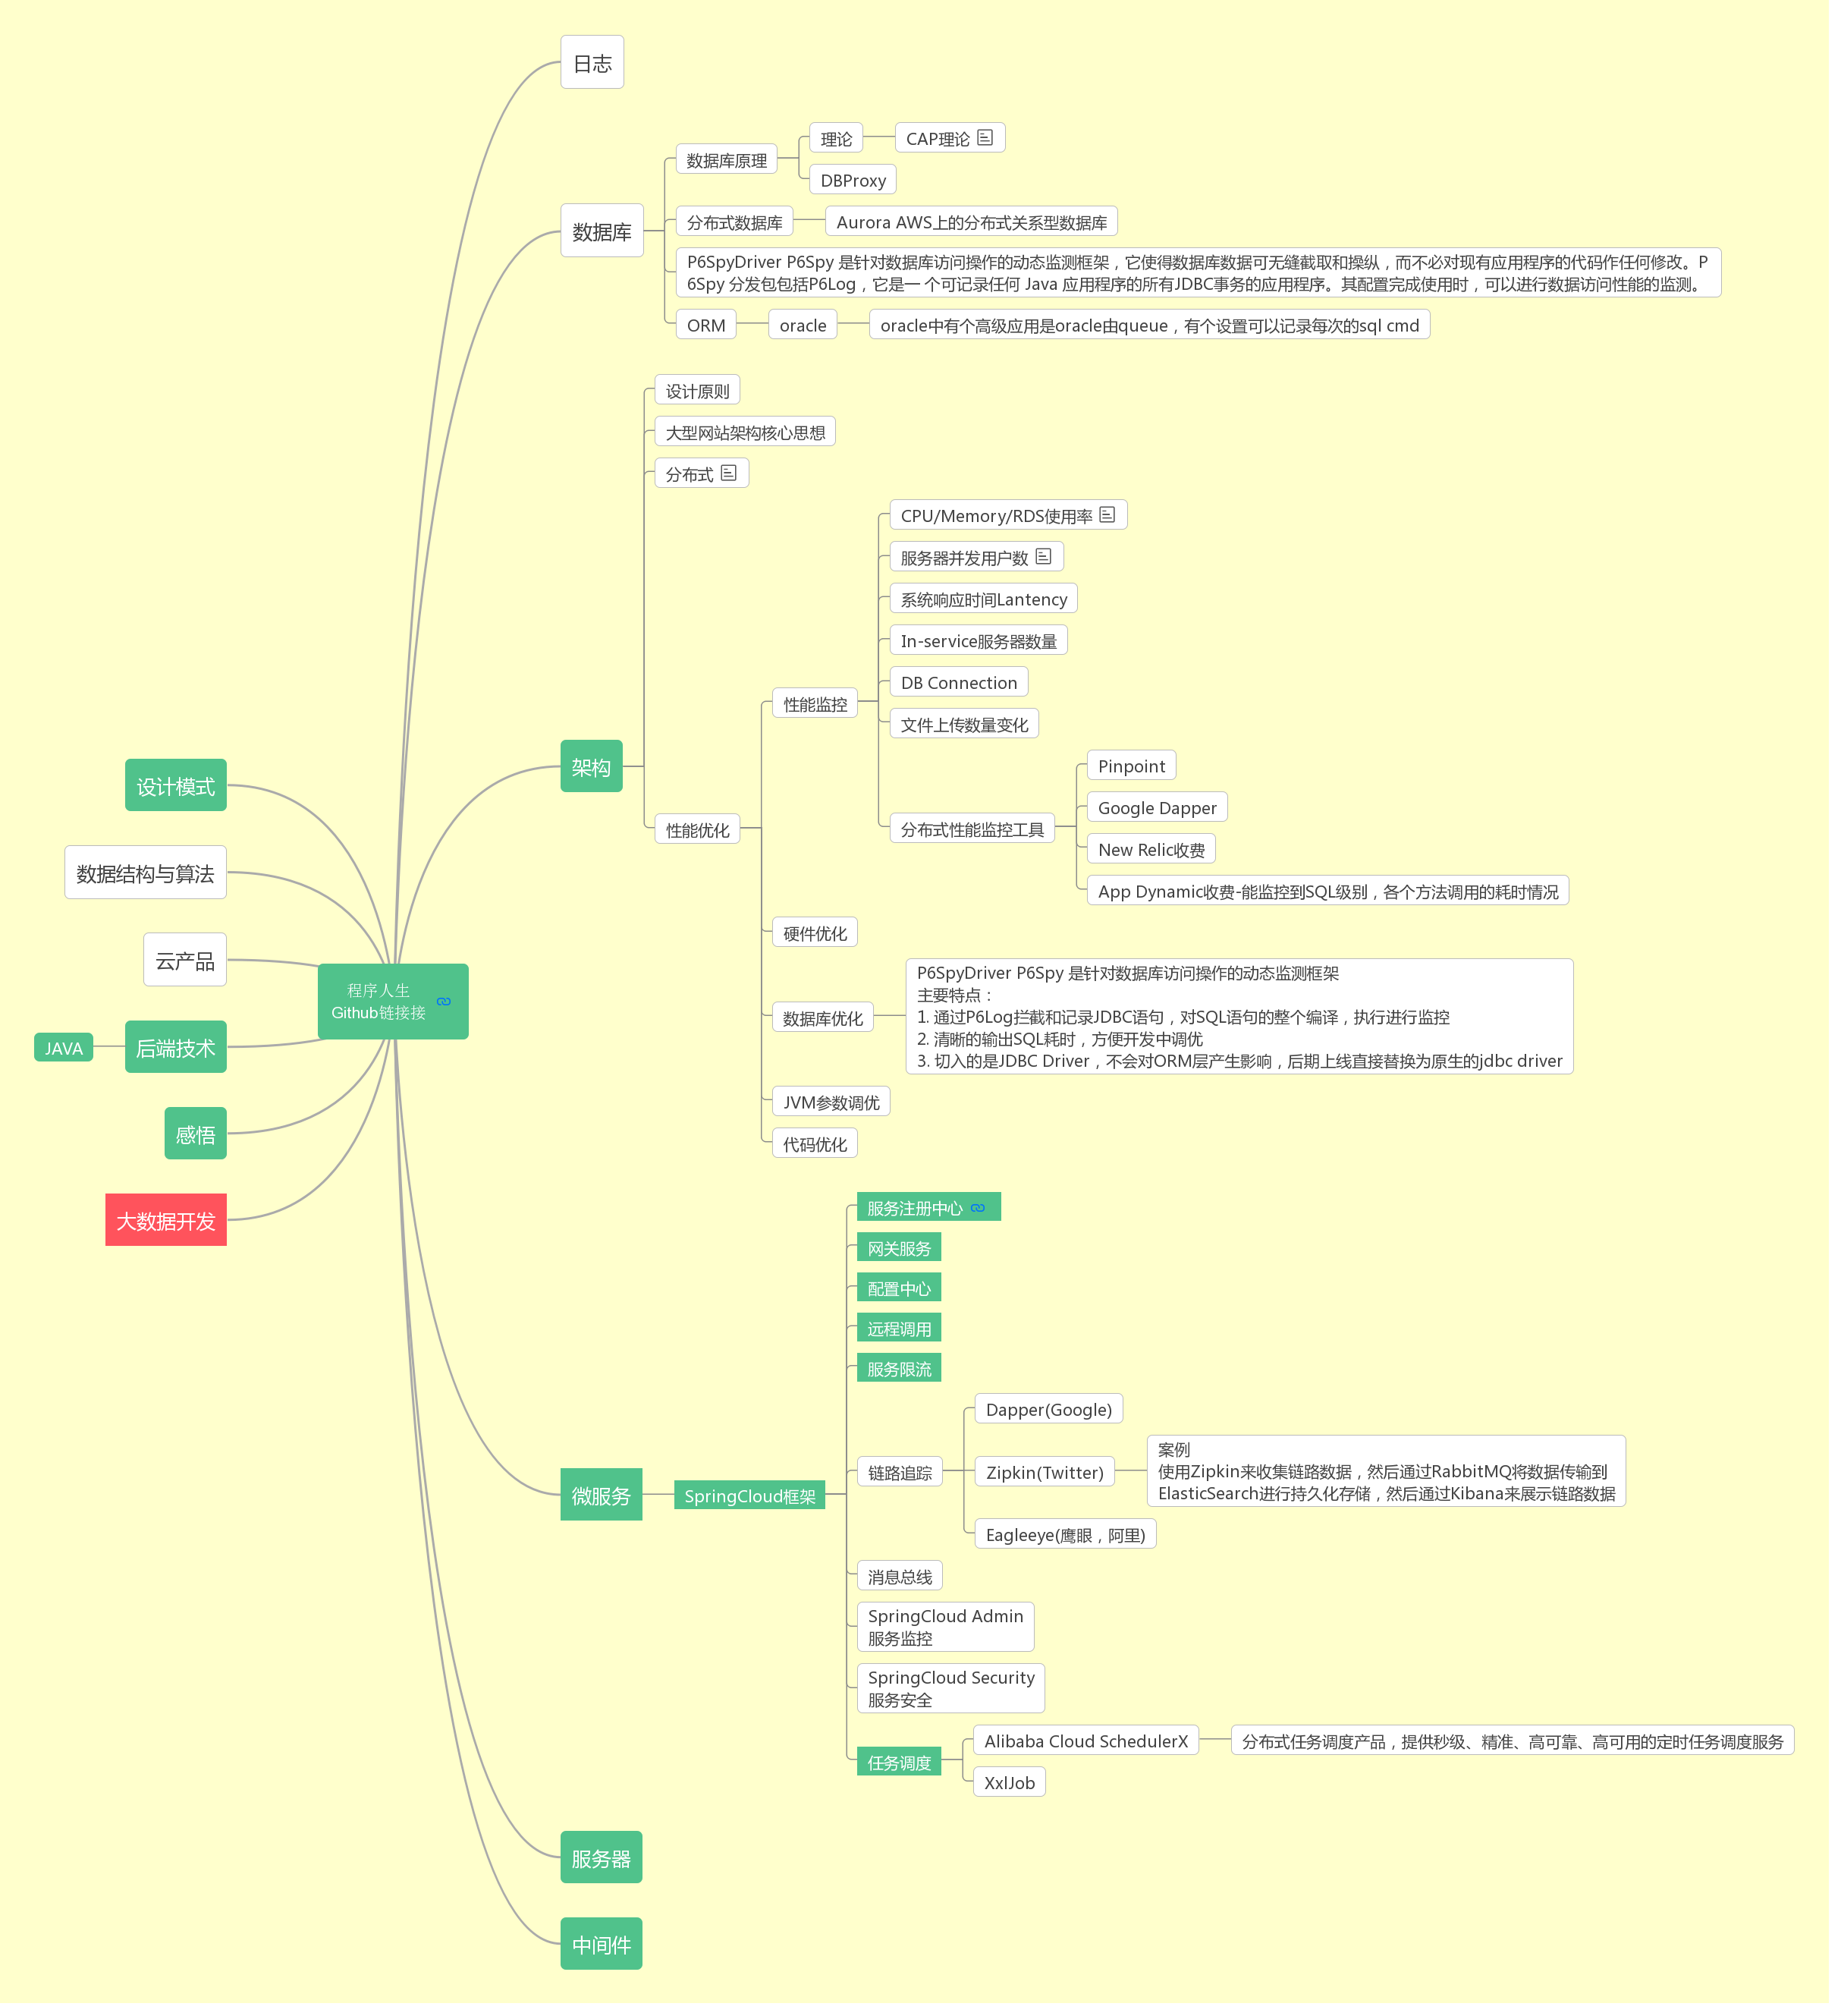 日志
数据库
数据库原理
理论
CAP理论
DBProxy
分布式数据库
Aurora AWS上的分布式关系型数据库
P6SpyDriver P6Spy 是针对数据库访问操作的动态监测框架，它使得数据库数据可无缝截取和操纵，而不必对现有应用程序的代码作任何修改。P
6Spy 分发包包括P6Log，它是一 个可记录任何 Java 应用程序的所有JDBC事务的应用程序。其配置完成使用时，可以进行数据访问性能的监测。
ORM
oracle
oracle中有个高级应用是oracle由queue，有个设置可以记录每次的sql cmd
架构
设计原则
大型网站架构核心思想
分布式
性能优化
性能监控
CPU/Memory/RDS使用率
服务器并发用户数
系统响应时间Lantency
In-service服务器数量
DB Connection
文件上传数量变化
分布式性能监控工具
Pinpoint
Google Dapper
New Relic收费
App Dynamic收费-能监控到SQL级别，各个方法调用的耗时情况
硬件优化
数据库优化
P6SpyDriver P6Spy 是针对数据库访问操作的动态监测框架
主要特点：
1. 通过P6Log拦截和记录JDBC语句，对SQL语句的整个编译，执行进行监控
2. 清晰的输出SQL耗时，方便开发中调优
3. 切入的是JDBC Driver，不会对ORM层产生影响，后期上线直接替换为原生的jdbc driver
JVM参数调优
代码优化
设计模式
数据结构与算法
云产品
程序人生
Github链接接
后端技术
JAVA
感悟
大数据开发
微服务
SpringCloud框架
服务注册中心
网关服务
配置中心
远程调用
服务限流
链路追踪
Dapper(Google)
Zipkin(Twitter)
案例
使用Zipkin来收集链路数据，然后通过RabbitMQ将数据传输到
ElasticSearch进行持久化存储，然后通过Kibana来展示链路数据
Eagleeye(鹰眼，阿里)
消息总线
SpringCloud Admin
服务监控
SpringCloud Security
服务安全
任务调度
Alibaba Cloud SchedulerX
分布式任务调度产品，提供秒级、精准、高可靠、高可用的定时任务调度服务
XxlJob
服务器
中间件